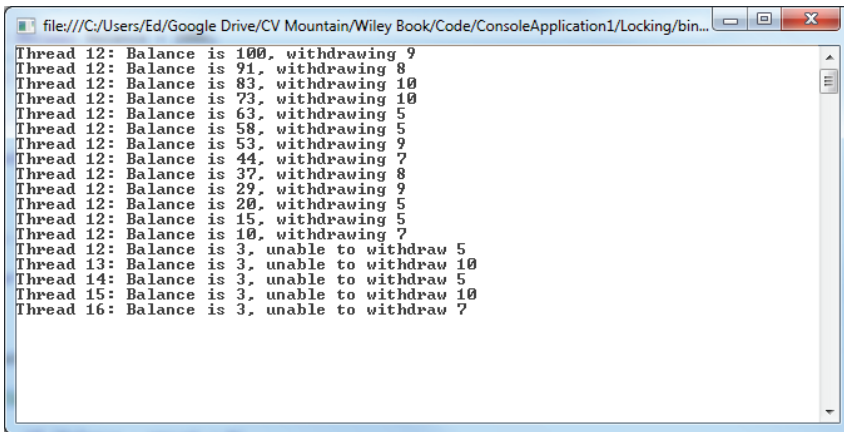 file:///C:/Users/Ed/Google Drive/CV Mountain/Wiley Book/Code/ConsoleApplication1/Locking/bin...
Thread 12: Balance is 100, withdrawing 9
Thread 12: Balance is 91, withdrawing 8
Thread 12: Balance is 83, withdrawing 10
Thread 12: Balance is 73, withdrawing 10
Thread 12: Balance is 63, withdrawing 5
Thread 12: Balance is 58, withdrawing 5
Thread 12: Balance is 53, withdrawing 9
Thread 12: Balance is 44, withdrawing 7
Thread 12: Balance is 37, withdrawing 8
Thread 12: Balance is 29, withdrawing 9
Thread 12: Balance is 20, withdrawing 5
Thread 12: Balance is 15, withdrawing 5
Thread 12: Balance is 10, withdrawing 7
Thread 12: Balance is 3, unable to withdraw 5
Thread 13: Balance is 3, unable to withdraw 10
Thread 14: Balance is 3, unable to withdraw 5
Thread 15: Balance is 3, unable to withdraw 10
Thread 16: Balance is 3, unable to withdraw 7